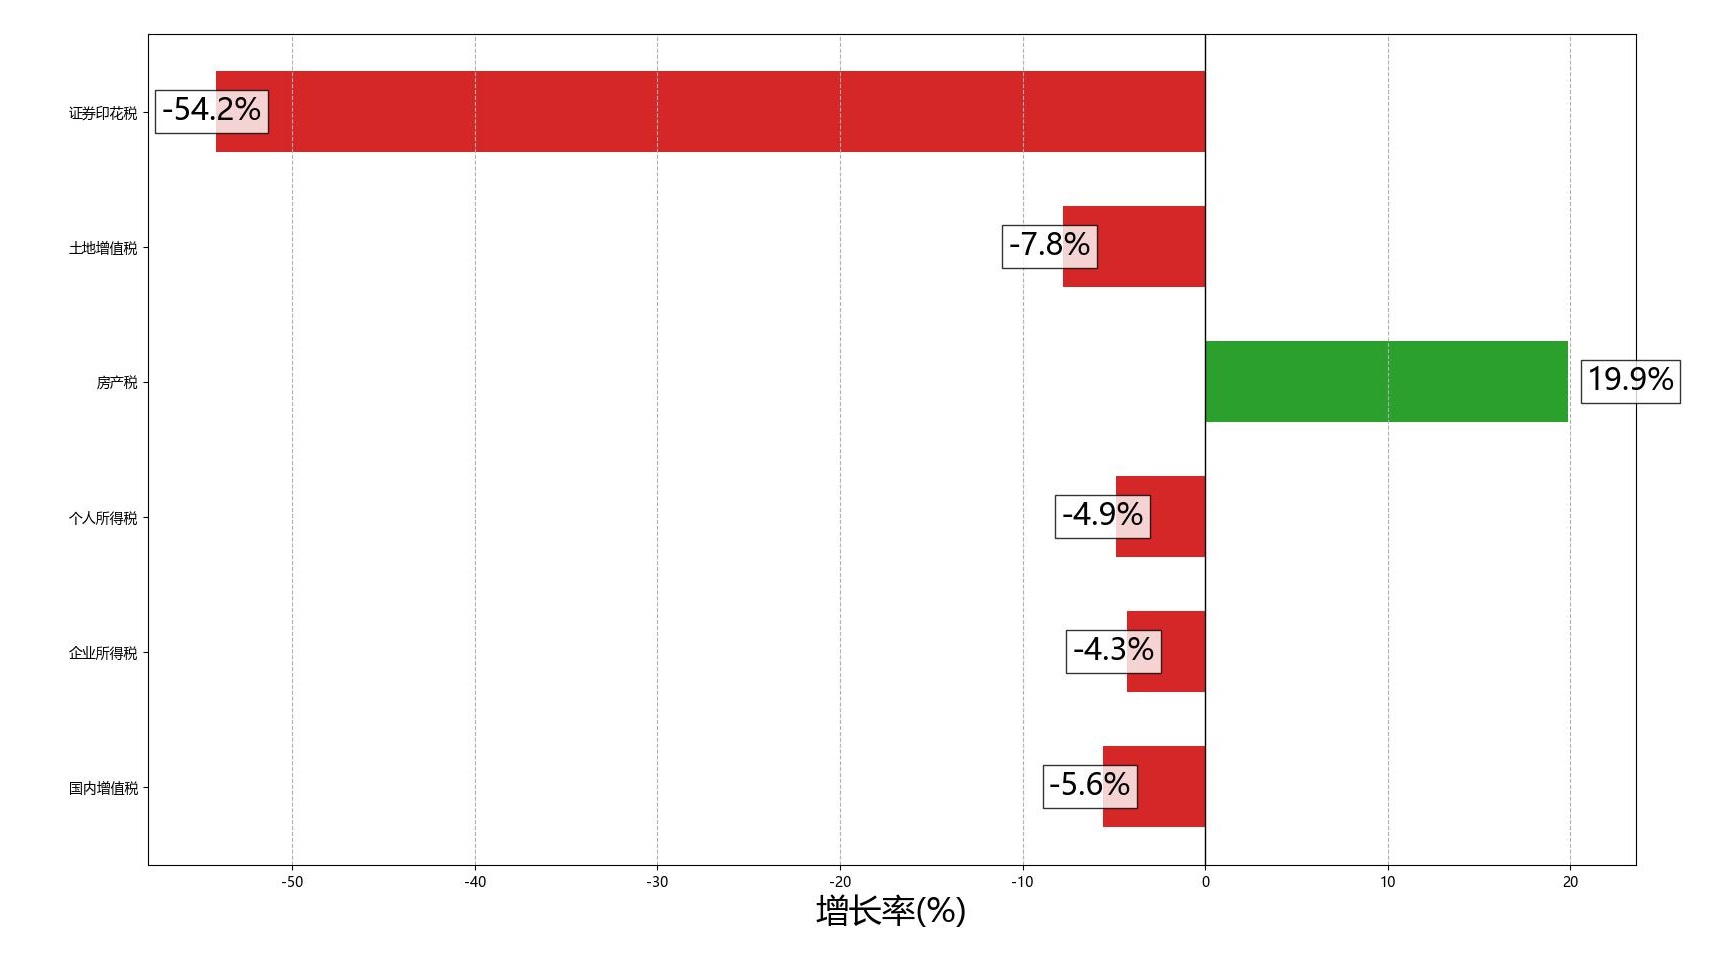 证券印花税
-54.2%
土地增值税
-7.8%
房产税
19.9%
个人所得税
-4.9%
企业所得税
-4.3%
国内增值税
-5.6%
-50 -40 -30 -20 -10 0 10 20
增长率(%)